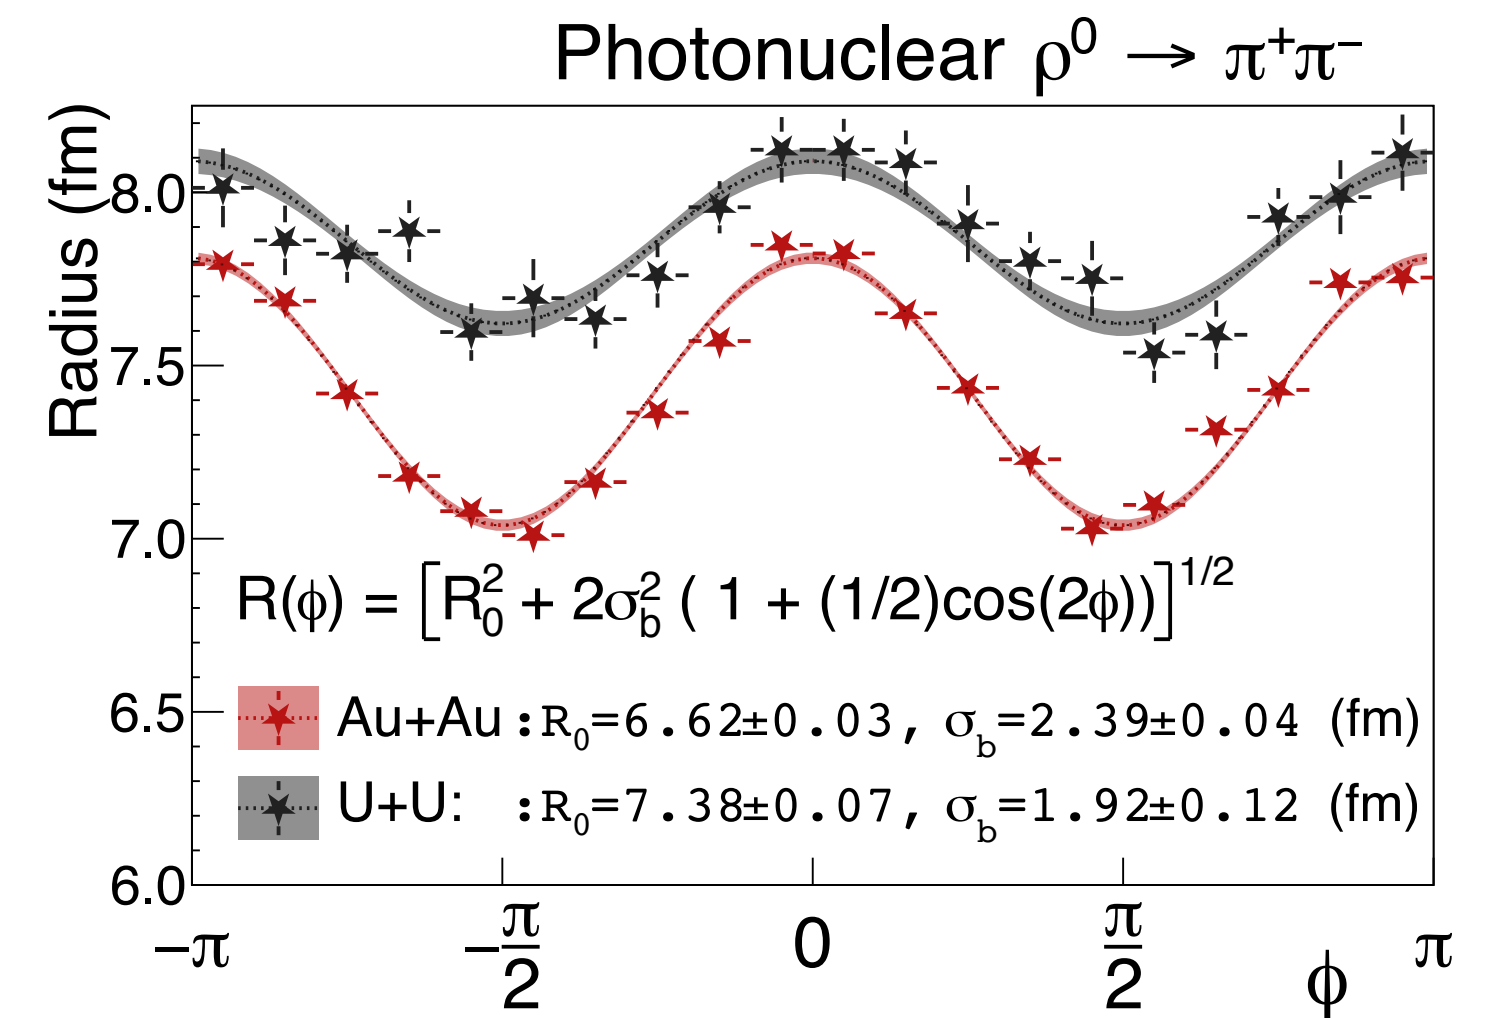 Photonuclear ρ⁰ → π⁺π⁻
Radius (fm)
8.0
7.5
7.0
6.5
6.0
R(ϕ) = [R₀² + 2σ_b² ( 1 + (1/2)cos(2ϕ))]^1/2
Au+Au :R₀=6.62±0.03, σ_b=2.39±0.04 (fm)
U+U: :R₀=7.38±0.07, σ_b=1.92±0.12 (fm)
−π −π/2 0 π/2 ϕ π